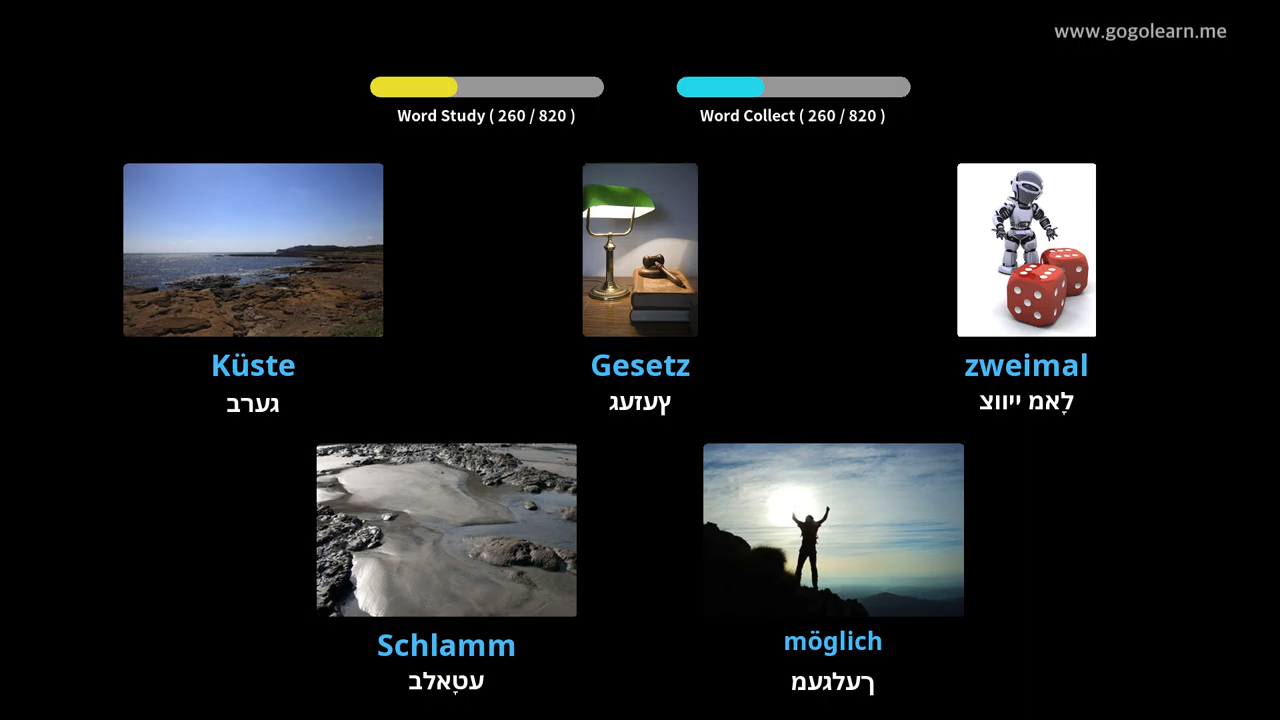 www.gogolearn.me
Word Study ( 260 / 820 )
Word Collect ( 260 / 820 )
Küste
גערב
Gesetz
ץעזעג
zweimal
לָאמ ייווצ
Schlamm
עטָאלב
möglich
ךעלגעמ